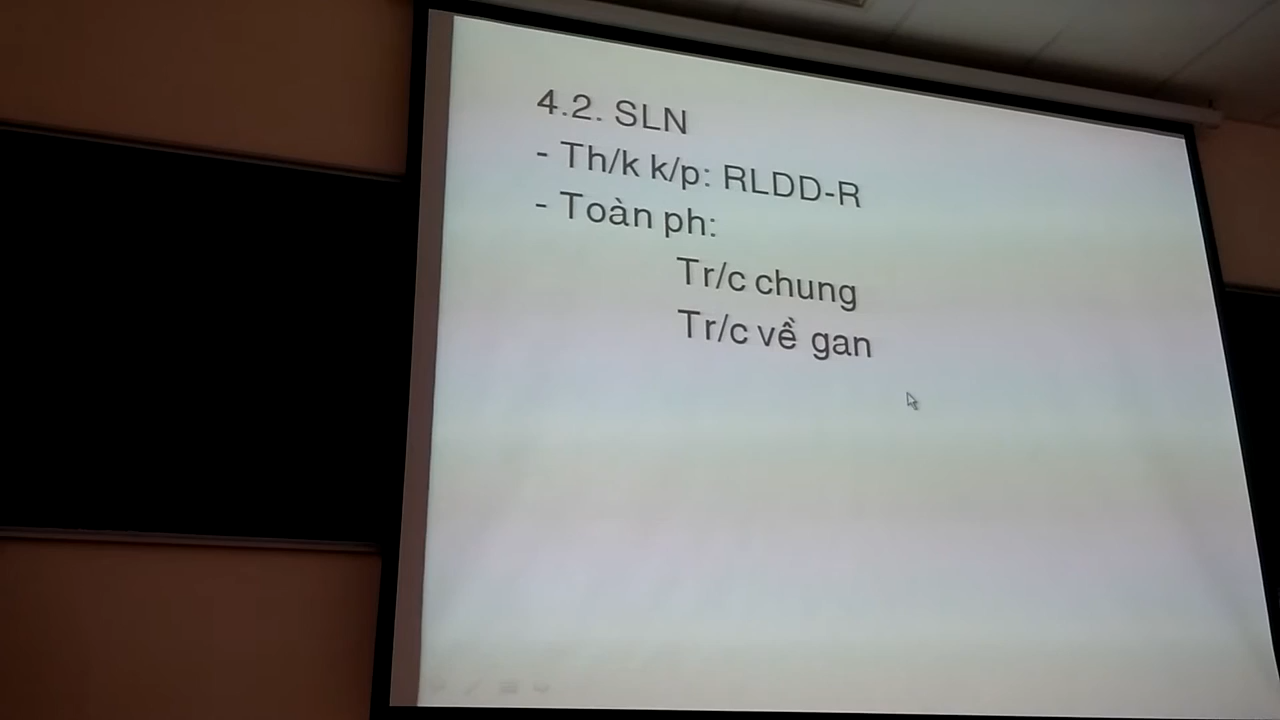 4.2. SLN
- Th/k k/p: RLDD-R
- Toàn ph:
Tr/c chung
Tr/c về gan